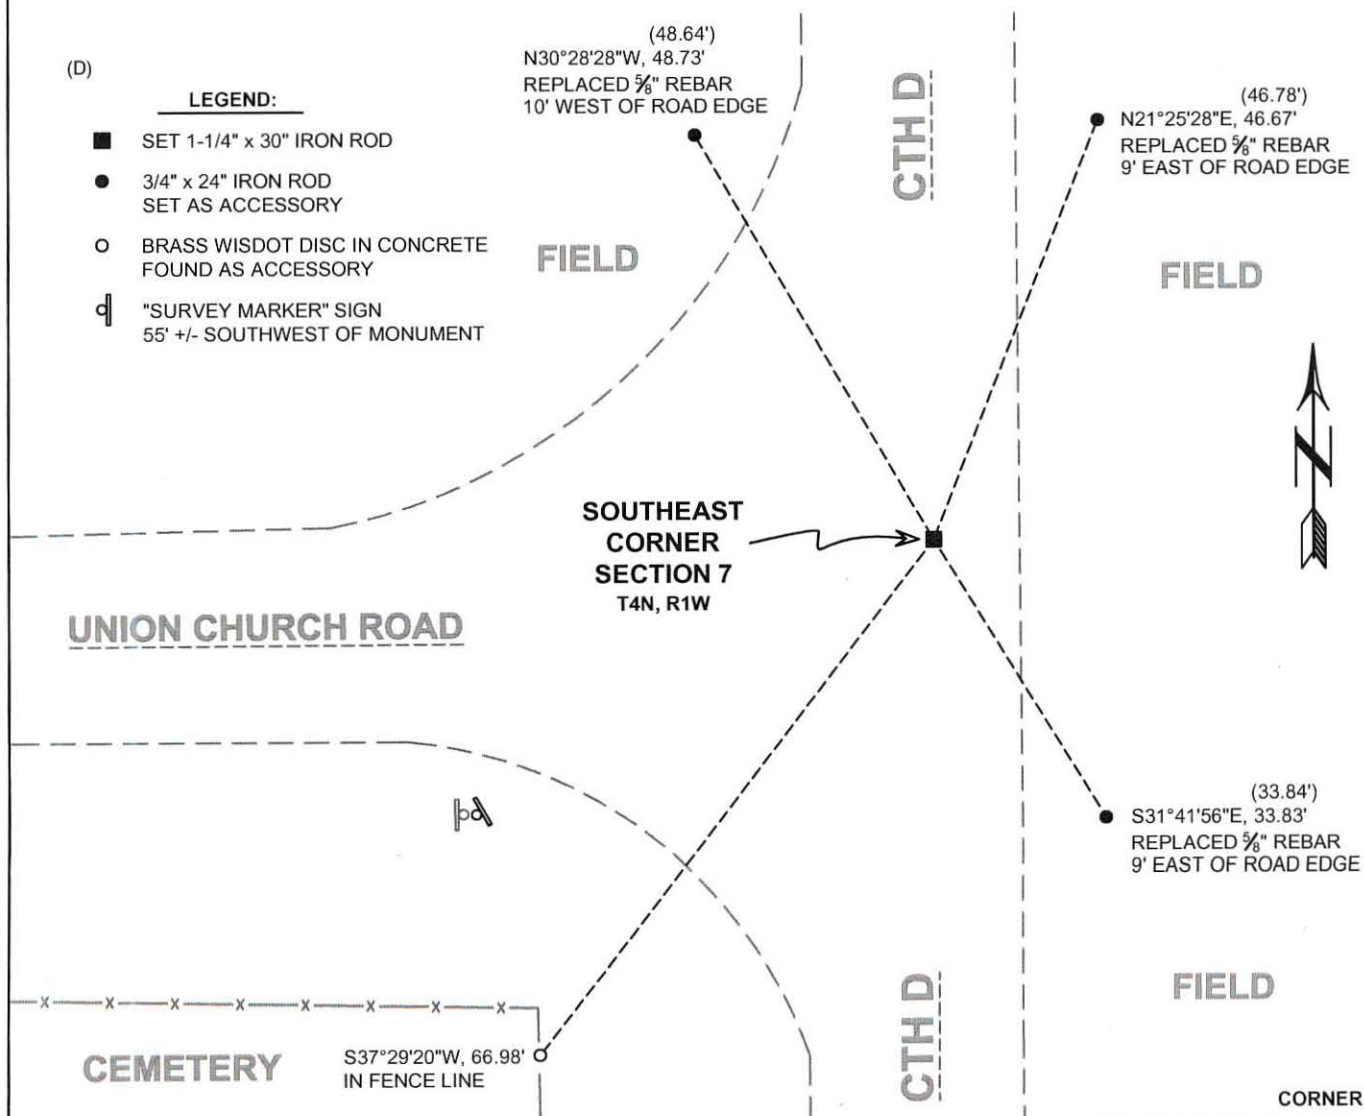 (D)
LEGEND:
SET 1-1/4" x 30" IRON ROD
3/4" x 24" IRON ROD
SET AS ACCESSORY
BRASS WISDOT DISC IN CONCRETE
FOUND AS ACCESSORY
"SURVEY MARKER" SIGN
55' +/- SOUTHWEST OF MONUMENT
(48.64')
N30°28'28"W, 48.73'
REPLACED ⅝" REBAR
10' WEST OF ROAD EDGE
CTH D
(46.78')
N21°25'28"E, 46.67'
REPLACED ⅝" REBAR
9' EAST OF ROAD EDGE
FIELD
FIELD
N
SOUTHEAST
CORNER
SECTION 7
T4N, R1W
UNION CHURCH ROAD
(33.84')
S31°41'56"E, 33.83'
REPLACED ⅝" REBAR
9' EAST OF ROAD EDGE
FIELD
CTH D
x x x x x x x x
CEMETERY
S37°29'20"W, 66.98'
IN FENCE LINE
CORNER